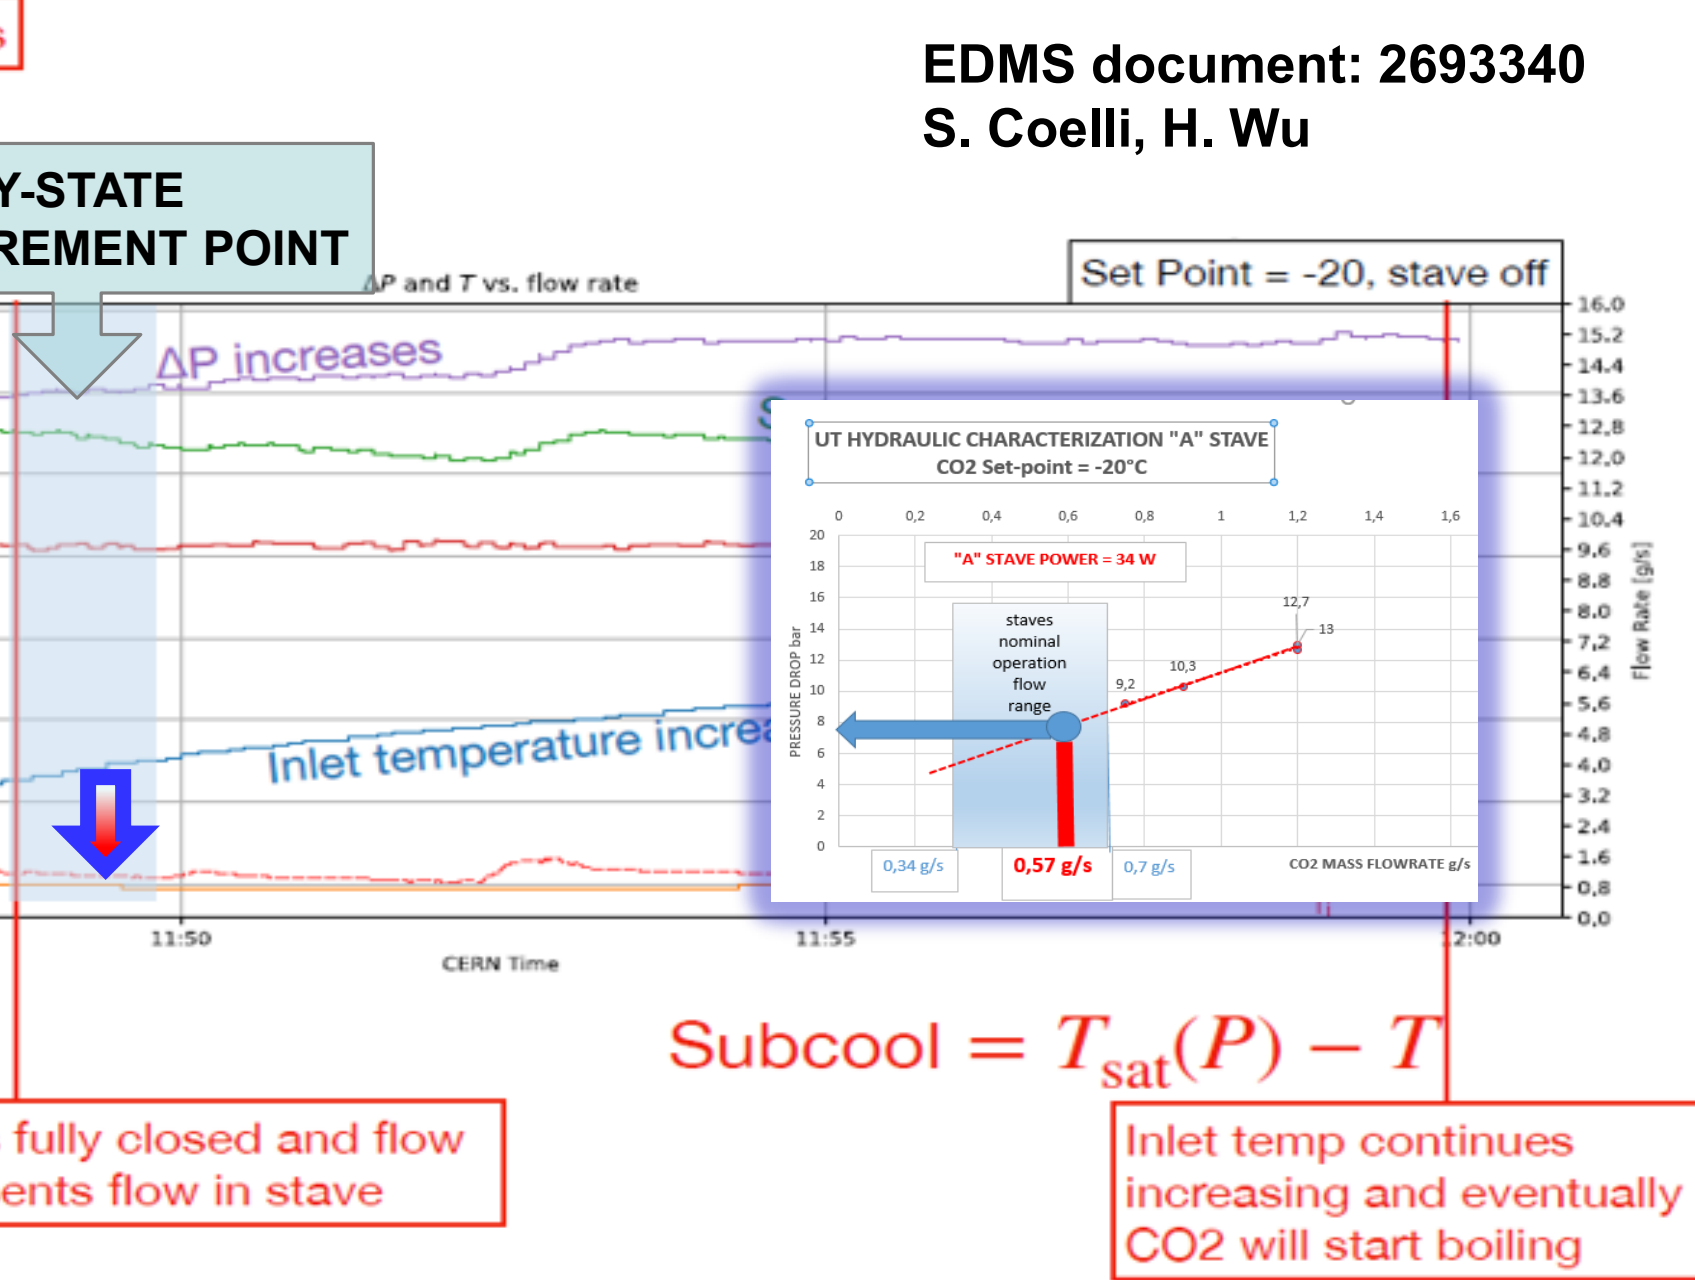 s
EDMS document: 2693340
S. Coelli, H. Wu
Y-STATE
REMENT POINT
ΔP and T vs. flow rate
Set Point = -20, stave off
ΔP increases
16.0
15.2
14.4
13.6
12.8
12.0
11.2
10.4
9.6
8.8
8.0
7.2
6.4
5.6
4.8
4.0
3.2
2.4
1.6
0.8
0.0
Flow Rate [g/s]
UT HYDRAULIC CHARACTERIZATION "A" STAVE
CO2 Set-point = -20°C
0 0,2 0,4 0,6 0,8 1 1,2 1,4 1,6
20
18
16
14
12
10
8
6
4
2
0
PRESSURE DROP bar
"A" STAVE POWER = 34 W
staves
nominal
operation
flow
range
9,2
10,3
12,7
13
0,34 g/s
0,57 g/s
0,7 g/s
CO2 MASS FLOWRATE g/s
Inlet temperature increa
11:50 11:55 12:00
CERN Time
Subcool = Tsat(P) − T
fully closed and flow
ents flow in stave
Inlet temp continues
increasing and eventually
CO2 will start boiling